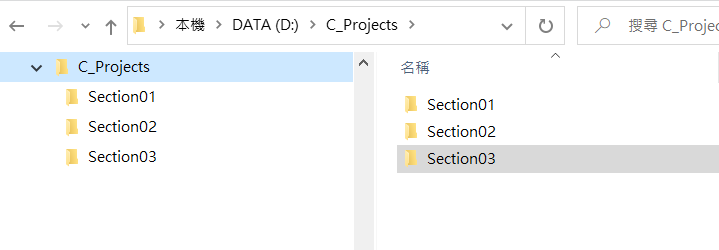 本機 > DATA (D:) > C_Projects >
搜尋 C_Projec
C_Projects
Section01
Section02
Section03
名稱
Section01
Section02
Section03